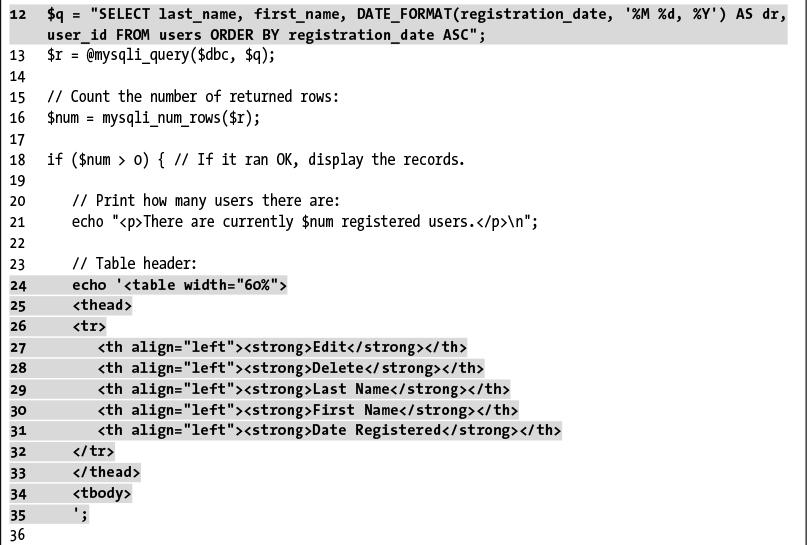 12 $q = "SELECT last_name, first_name, DATE_FORMAT(registration_date, '%M %d, %Y') AS dr,
user_id FROM users ORDER BY registration_date ASC";
13 $r = @mysqli_query($dbc, $q);
14
15 // Count the number of returned rows:
16 $num = mysqli_num_rows($r);
17
18 if ($num > 0) { // If it ran OK, display the records.
19
20 // Print how many users there are:
21 echo "<p>There are currently $num registered users.</p>\n";
22
23 // Table header:
24 echo '<table width="60%">
25 <thead>
26 <tr>
27 <th align="left"><strong>Edit</strong></th>
28 <th align="left"><strong>Delete</strong></th>
29 <th align="left"><strong>Last Name</strong></th>
30 <th align="left"><strong>First Name</strong></th>
31 <th align="left"><strong>Date Registered</strong></th>
32 </tr>
33 </thead>
34 <tbody>
35 ';
36